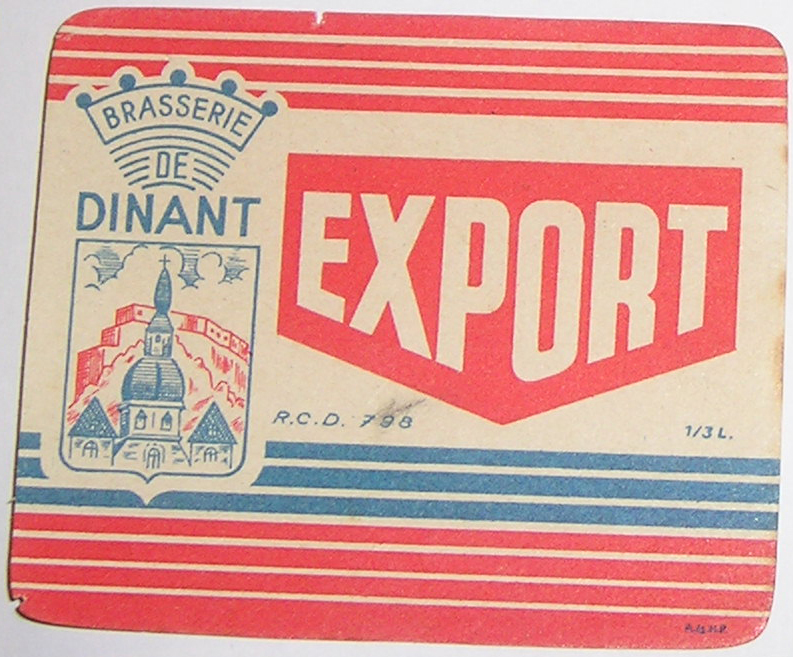 BRASSERIE
DE
DINANT
EXPORT
R.C.D. 798
1/3 L.